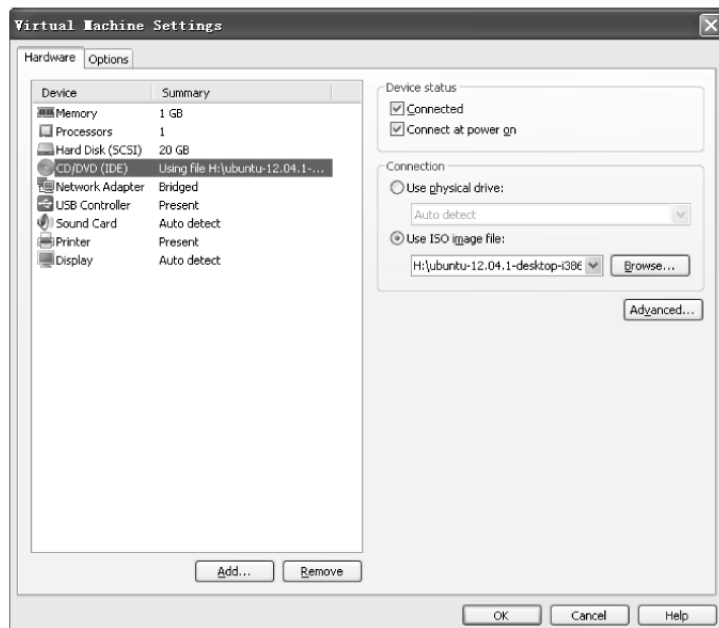 Virtual Machine Settings
Hardware Options
Device Summary
Memory 1 GB
Processors 1
Hard Disk (SCSI) 20 GB
CD/DVD (IDE) Using file H:\ubuntu-12.04.1-...
Network Adapter Bridged
USB Controller Present
Sound Card Auto detect
Printer Present
Display Auto detect
Add... Remove
Device status
Connected
Connect at power on
Connection
Use physical drive:
Auto detect
Use ISO image file:
H:\ubuntu-12.04.1-desktop-i386 Browse...
Advanced...
OK Cancel Help